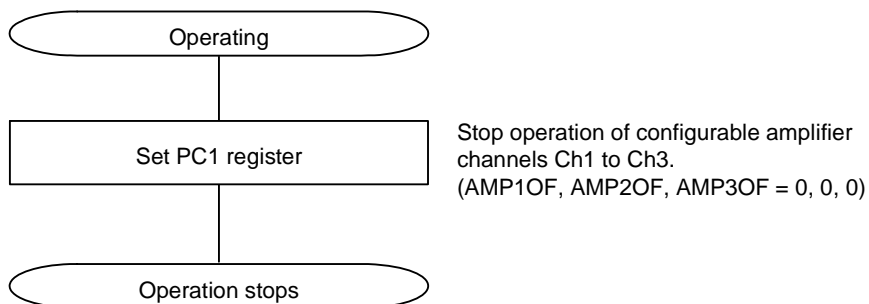 Operating
Set PC1 register
Stop operation of configurable amplifier
channels Ch1 to Ch3.
(AMP1OF, AMP2OF, AMP3OF = 0, 0, 0)
Operation stops